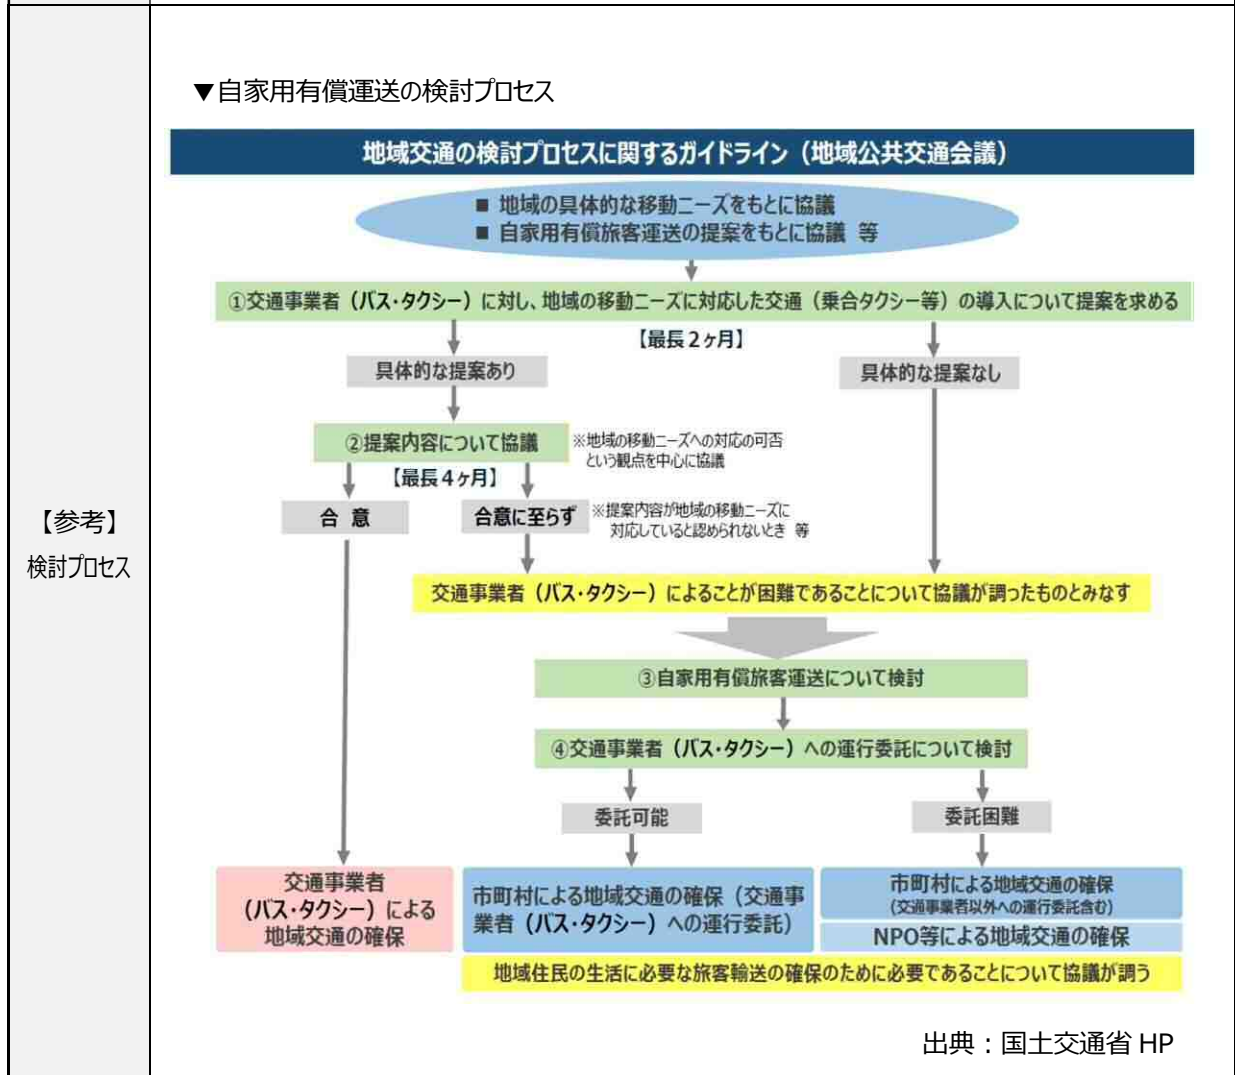 【参考】
検討プロセス
▼自家用有償運送の検討プロセス
地域交通の検討プロセスに関するガイドライン（地域公共交通会議）
■ 地域の具体的な移動ニーズをもとに協議
■ 自家用有償旅客運送の提案をもとに協議 等
①交通事業者（バス・タクシー）に対し、地域の移動ニーズに対応した交通（乗合タクシー等）の導入について提案を求める
【最長２ヶ月】
具体的な提案あり
具体的な提案なし
②提案内容について協議
※地域の移動ニーズへの対応の可否
という観点を中心に協議
【最長４ヶ月】
合 意
合意に至らず
※提案内容が地域の移動ニーズに
対応していると認められないとき 等
交通事業者（バス・タクシー）によることが困難であることについて協議が調ったものとみなす
③自家用有償旅客運送について検討
④交通事業者（バス・タクシー）への運行委託について検討
委託可能
委託困難
交通事業者
（バス・タクシー）による
地域交通の確保
市町村による地域交通の確保（交通事
業者（バス・タクシー）への運行委託）
市町村による地域交通の確保
（交通事業者以外への運行委託含む）
NPO等による地域交通の確保
地域住民の生活に必要な旅客輸送の確保のために必要であることについて協議が調う
出典：国土交通省 HP